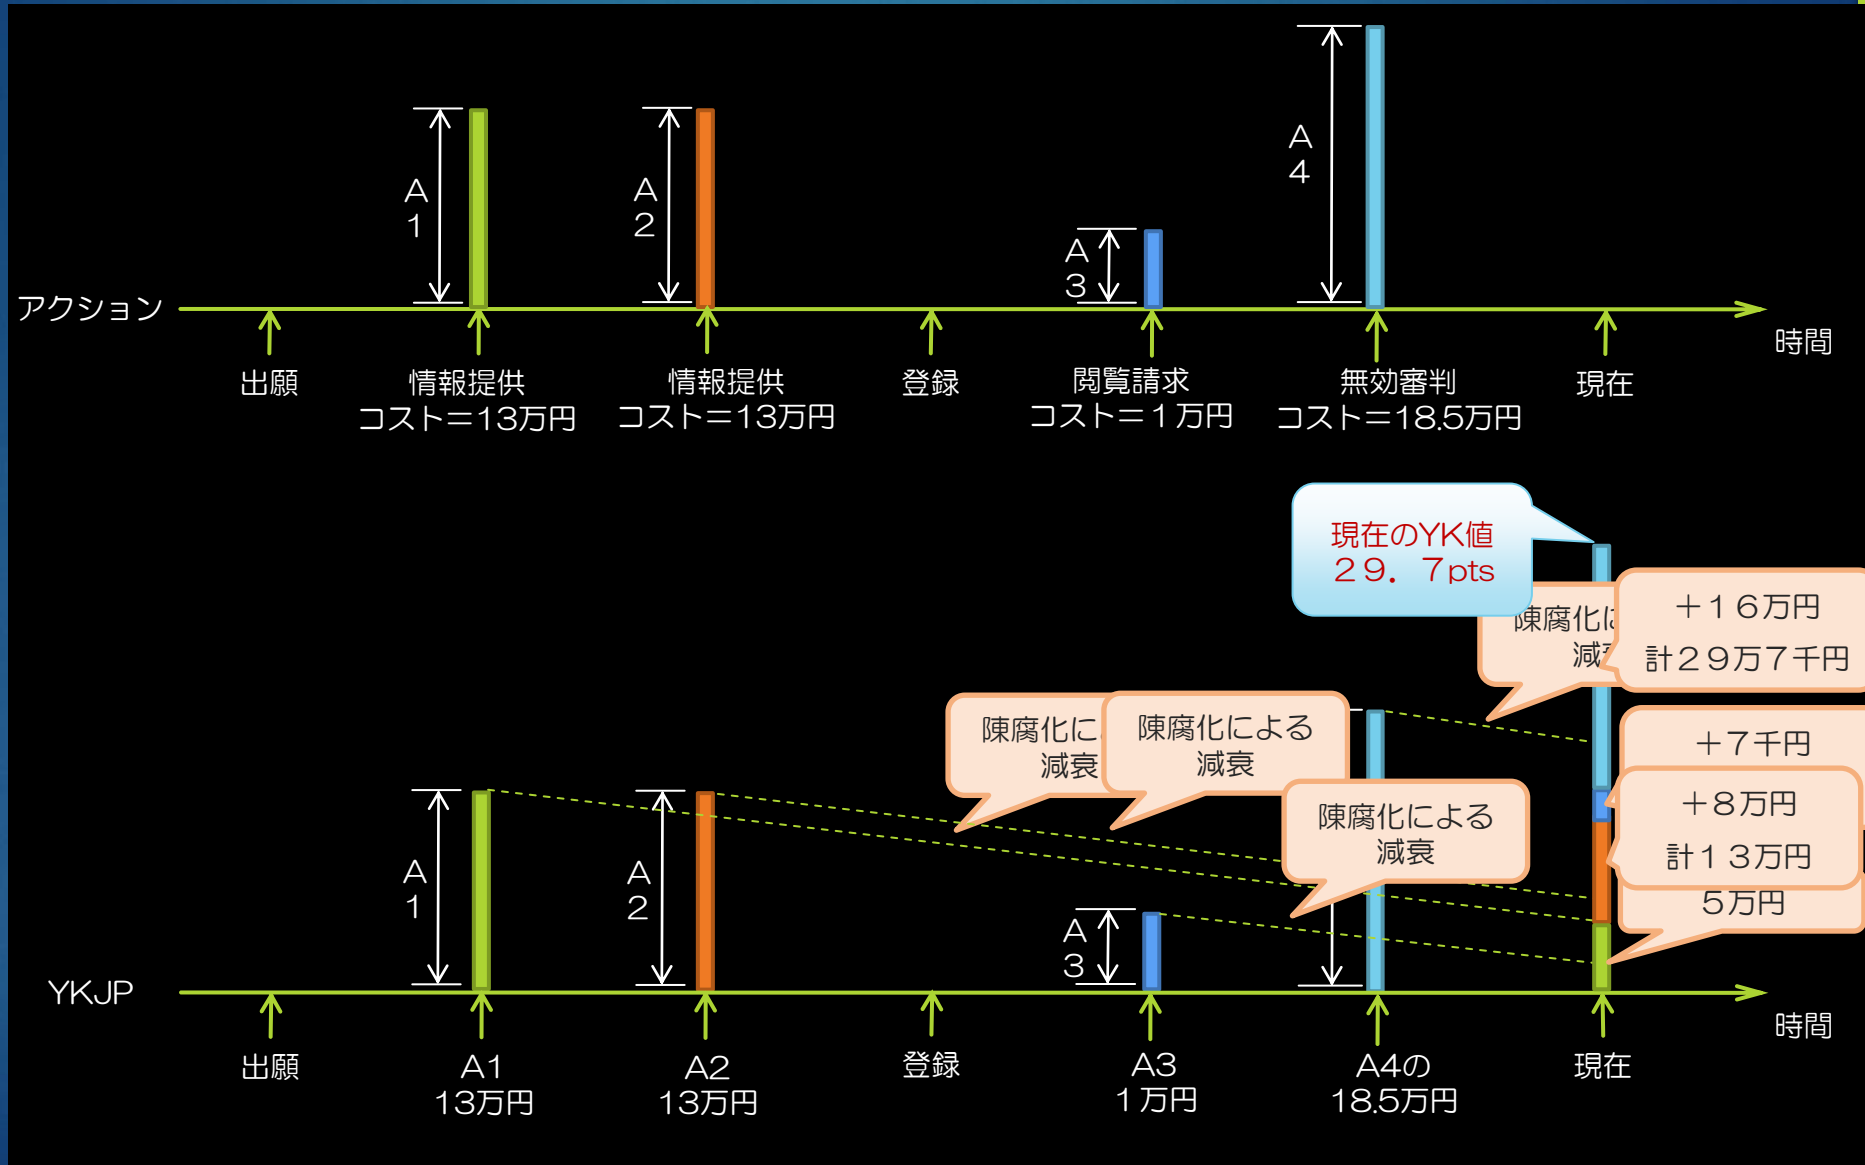 A
1
A
2
A
3
A
4
アクション
時間
出願
情報提供
コスト＝13万円
情報提供
コスト＝13万円
登録
閲覧請求
コスト＝1万円
無効審判
コスト＝18.5万円
現在
現在のYK値
２９．７pts
陳腐化に
減
＋１６万円
計２９万７千円
陳腐化に
減衰
陳腐化による
減衰
＋7千円
陳腐化による
減衰
＋8万円
計１３万円
5万円
A
1
A
2
A
3
YKJP
時間
出願
A1
13万円
A2
13万円
登録
A3
1万円
A4の
18.5万円
現在